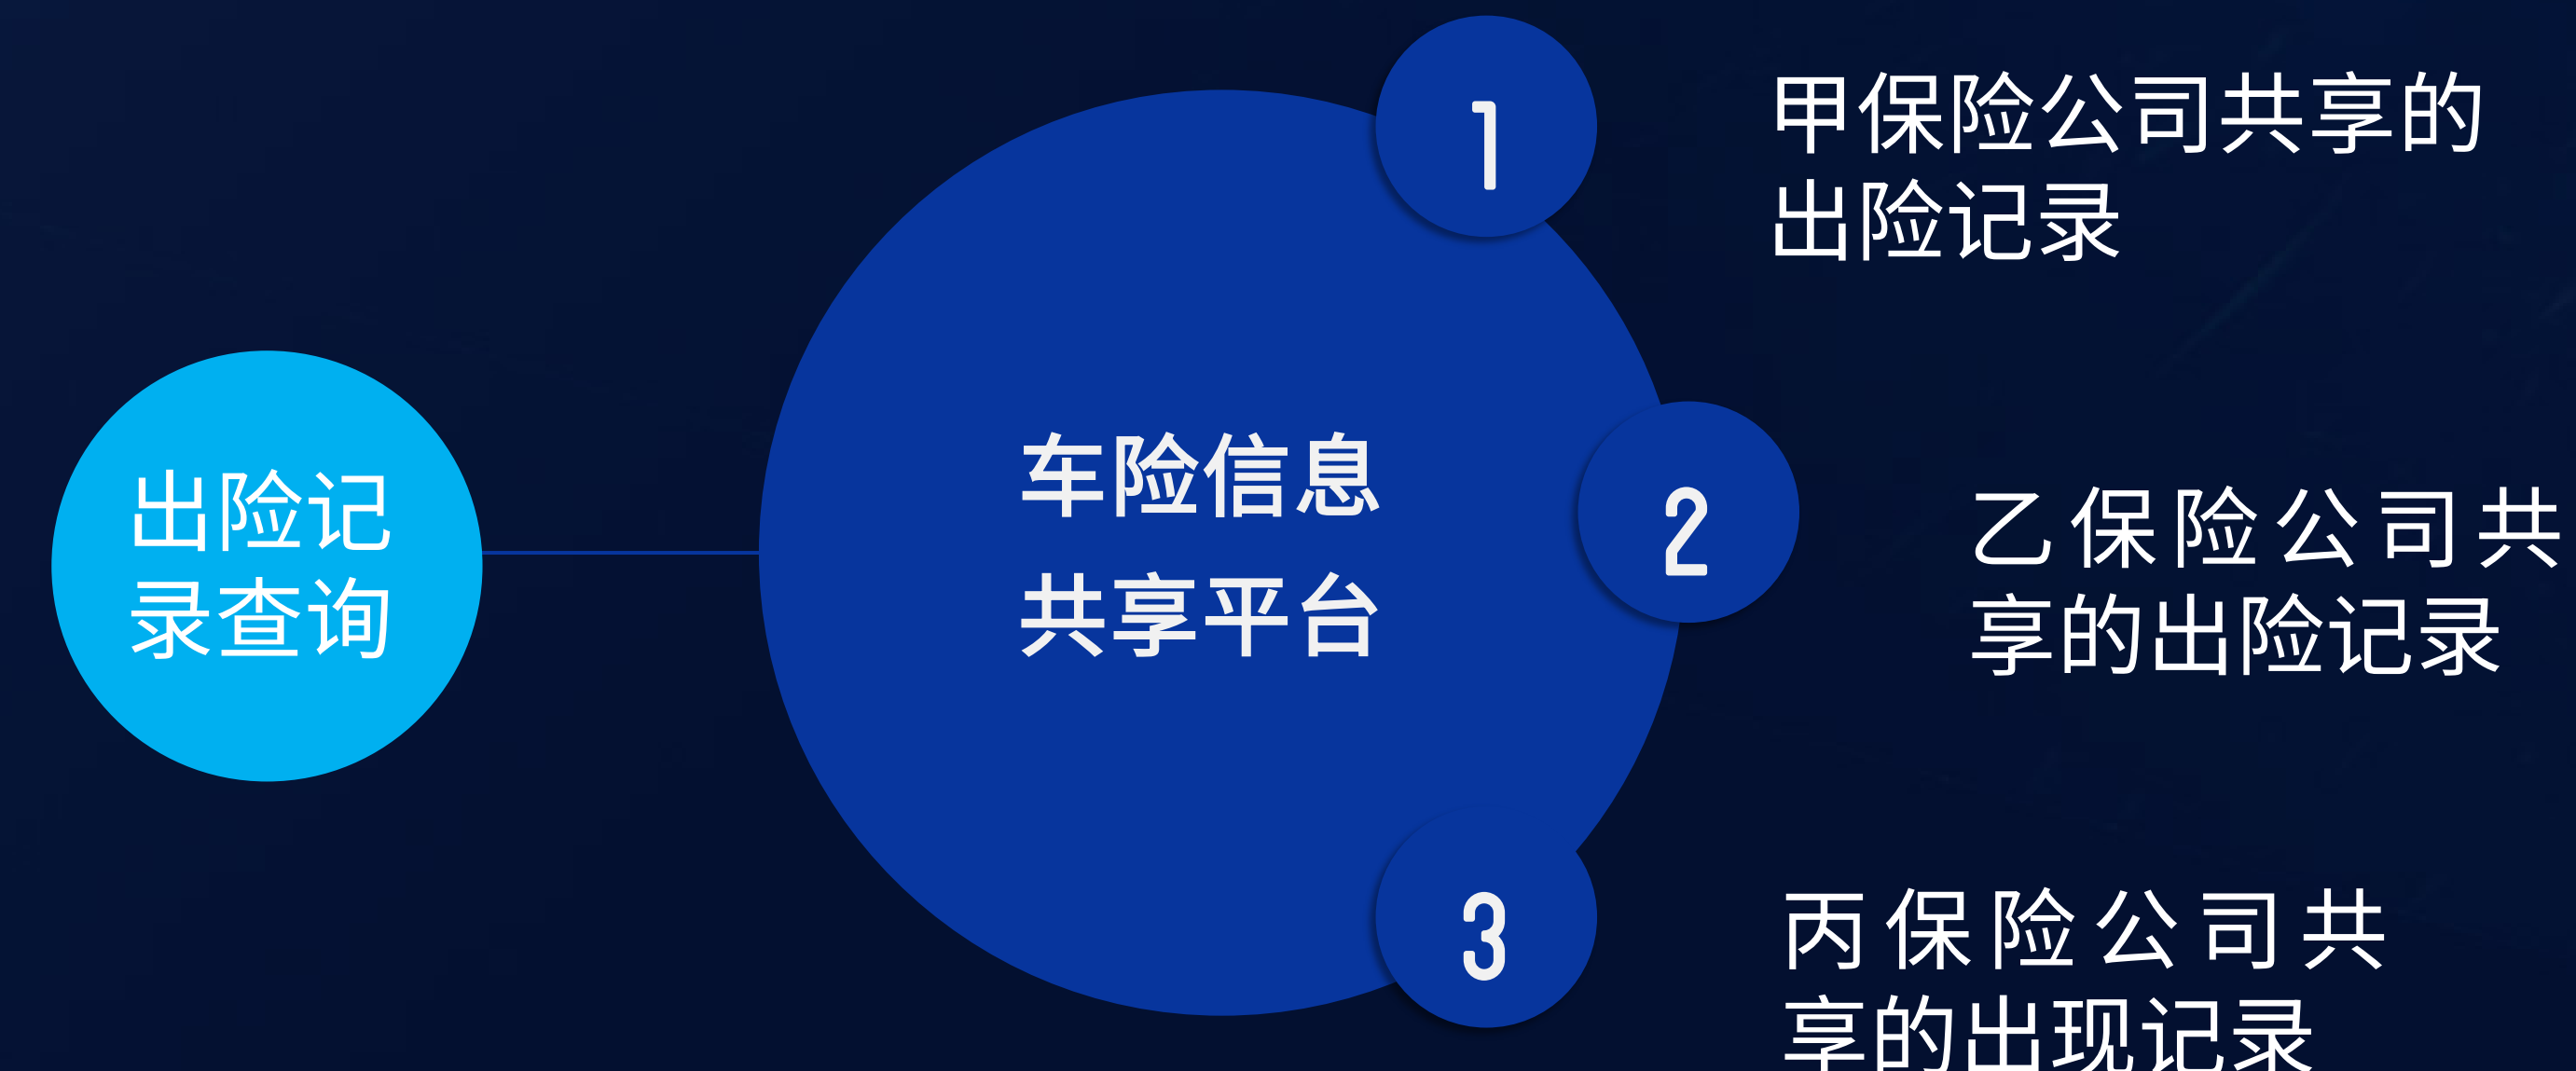 出险记
录查询
车险信息
共享平台
1
甲保险公司共享的
出险记录
2
乙保险公司共
享的出险记录
3
丙保险公司共
享的出现记录